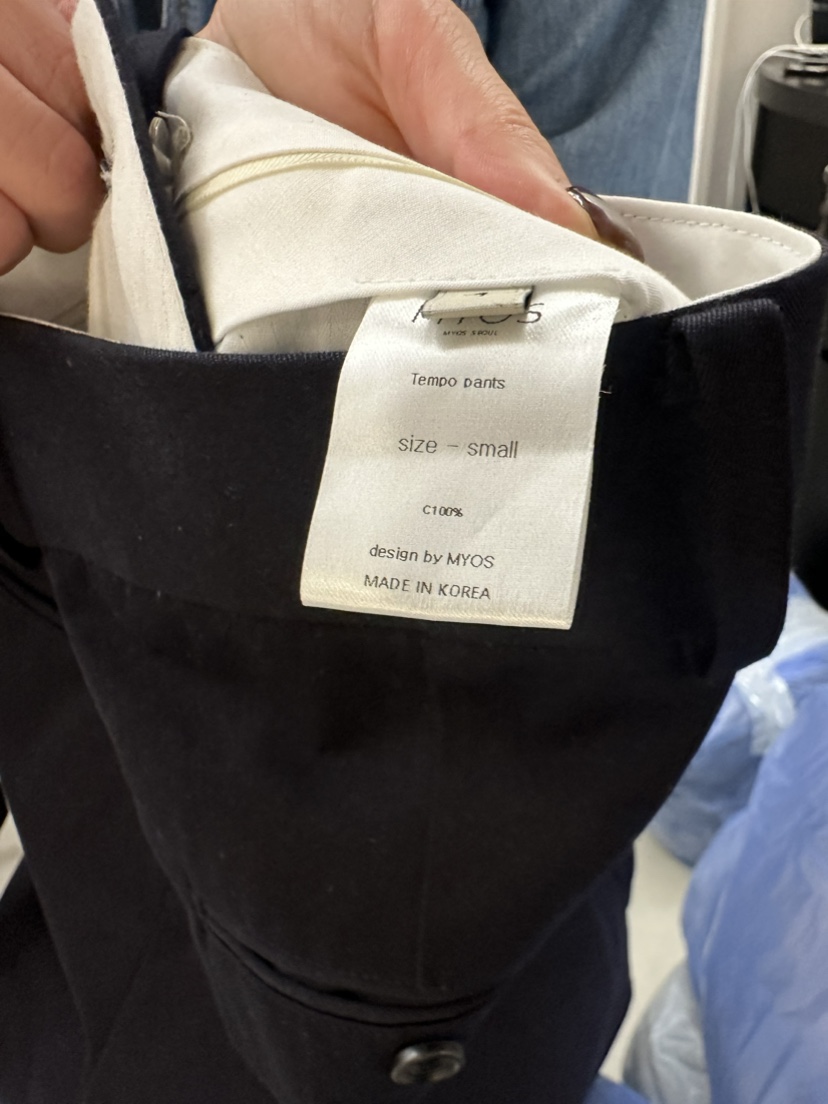 MYOS
MYOS SEOUL
Tempo pants
size - small
C100%
design by MYOS
MADE IN KOREA